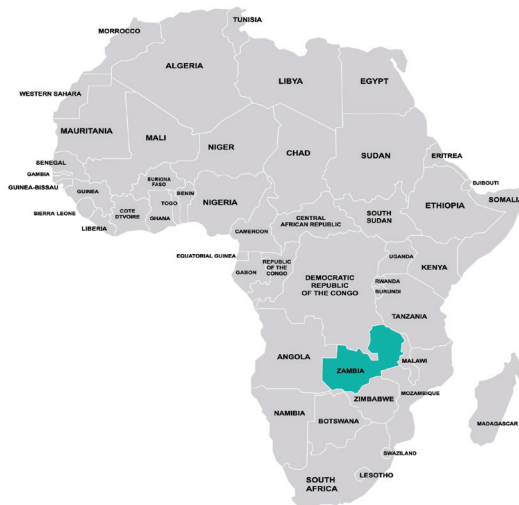 TUNISIA
MORROCCO
ALGERIA
LIBYA
EGYPT
WESTERN SAHARA
MAURITANIA
MALI
NIGER
CHAD
SUDAN
ERITREA
SENEGAL
GAMBIA
GUINEA-BISSAU
GUINEA
BURKINA
FASO
BENIN
TOGO
NIGERIA
DJIBOUTI
SOMALI
ETHIOPIA
SIERRA LEONE
COTE
D'TVOIRE
GHANA
LIBERIA
CENTRAL
AFRICAN REPUBLIC
SOUTH
SUDAN
CAMEROON
EQUATORIAL GUINEA
GABON
REPUBLIC
OF THE
CONGO
UGANDA
KENYA
DEMOCRATIC
REPUBLIC
OF THE CONGO
RWANDA
BURUNDI
TANZANIA
ANGOLA
ZAMBIA
MALAWI
MOZAMBIQUE
ZIMBABWE
NAMIBIA
BOTSWANA
MADAGASCAR
SWAZILAND
LESOTHO
SOUTH
AFRICA